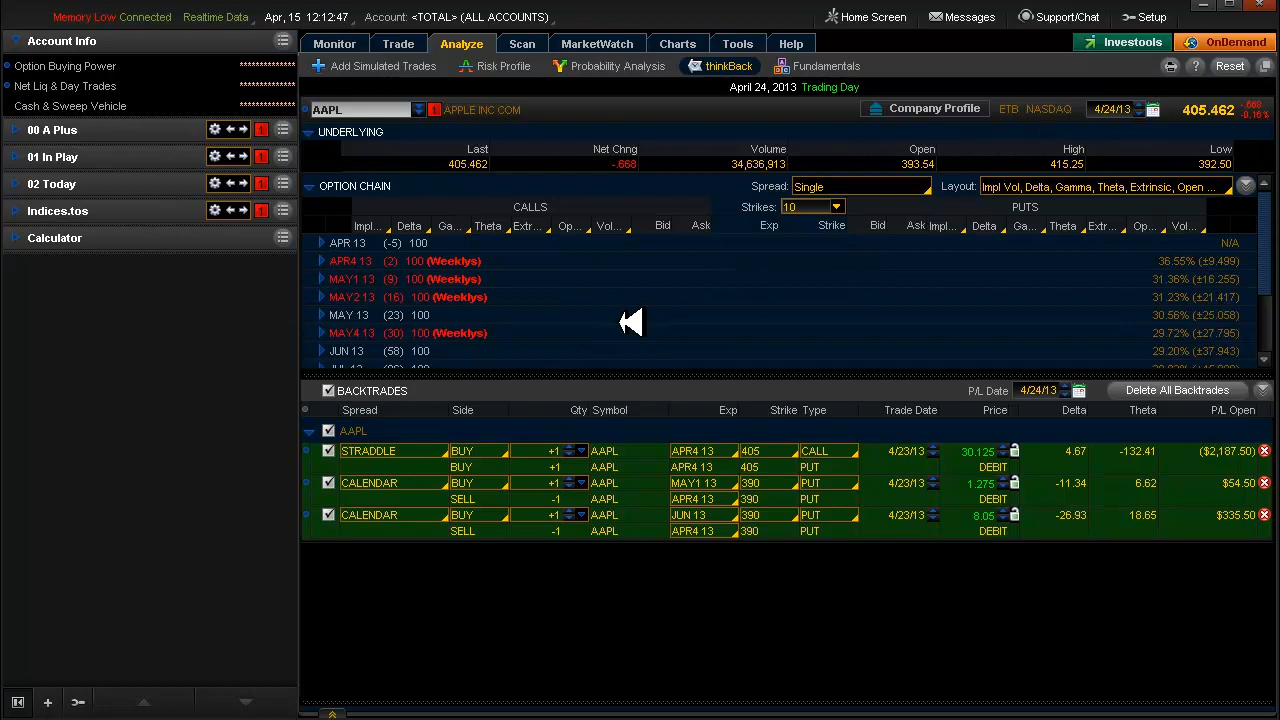 Memory Low Connected Realtime Data Apr, 15 12:12:47 Account: <TOTAL> (ALL ACCOUNTS) Home Screen Messages Support/Chat Setup
Account Info
Option Buying Power ************
Net Liq & Day Trades ************
Cash & Sweep Vehicle ************
00 A Plus 1
01 In Play 1
02 Today 1
Indices.tos 1
Calculator
Monitor Trade Analyze Scan MarketWatch Charts Tools Help Investools OnDemand
Add Simulated Trades Risk Profile Probability Analysis thinkBack Fundamentals ? Reset
April 24, 2013 Trading Day
AAPL 1 APPLE INC COM Company Profile ETB NASDAQ 4/24/13 405.462 -.668 -0.16%
UNDERLYING
Last Net Chng Volume Open High Low
405.462 -.668 34,636,913 393.54 415.25 392.50
OPTION CHAIN Spread: Single Layout: Impl Vol, Delta, Gamma, Theta, Extrinsic, Open ...
CALLS Strikes: 10 PUTS
Impl... Delta Ga... Theta Extr... Op... Vol... Bid Ask Exp Strike Bid Ask Impl... Delta Ga... Theta Extr... Op... Vol...
APR 13 (-5) 100 N/A
APR4 13 (2) 100 (Weeklys) 36.55% (±9.499)
MAY1 13 (9) 100 (Weeklys) 31.36% (±16.255)
MAY2 13 (16) 100 (Weeklys) 31.23% (±21.417)
MAY 13 (23) 100 30.56% (±25.058)
MAY4 13 (30) 100 (Weeklys) 29.72% (±27.795)
JUN 13 (58) 100 29.20% (±37.943)
BACKTRADES P/L Date 4/24/13 Delete All Backtrades
Spread Side Qty Symbol Exp Strike Type Trade Date Price Delta Theta P/L Open
AAPL
STRADDLE BUY +1 AAPL APR4 13 405 CALL 4/23/13 30.125 4.67 -132.41 ($2,187.50)
BUY +1 AAPL APR4 13 405 PUT DEBIT
CALENDAR BUY +1 AAPL MAY1 13 390 PUT 4/23/13 1.275 -11.34 6.62 $54.50
SELL -1 AAPL APR4 13 390 PUT DEBIT
CALENDAR BUY +1 AAPL JUN 13 390 PUT 4/23/13 8.05 -26.93 18.65 $335.50
SELL -1 AAPL APR4 13 390 PUT DEBIT